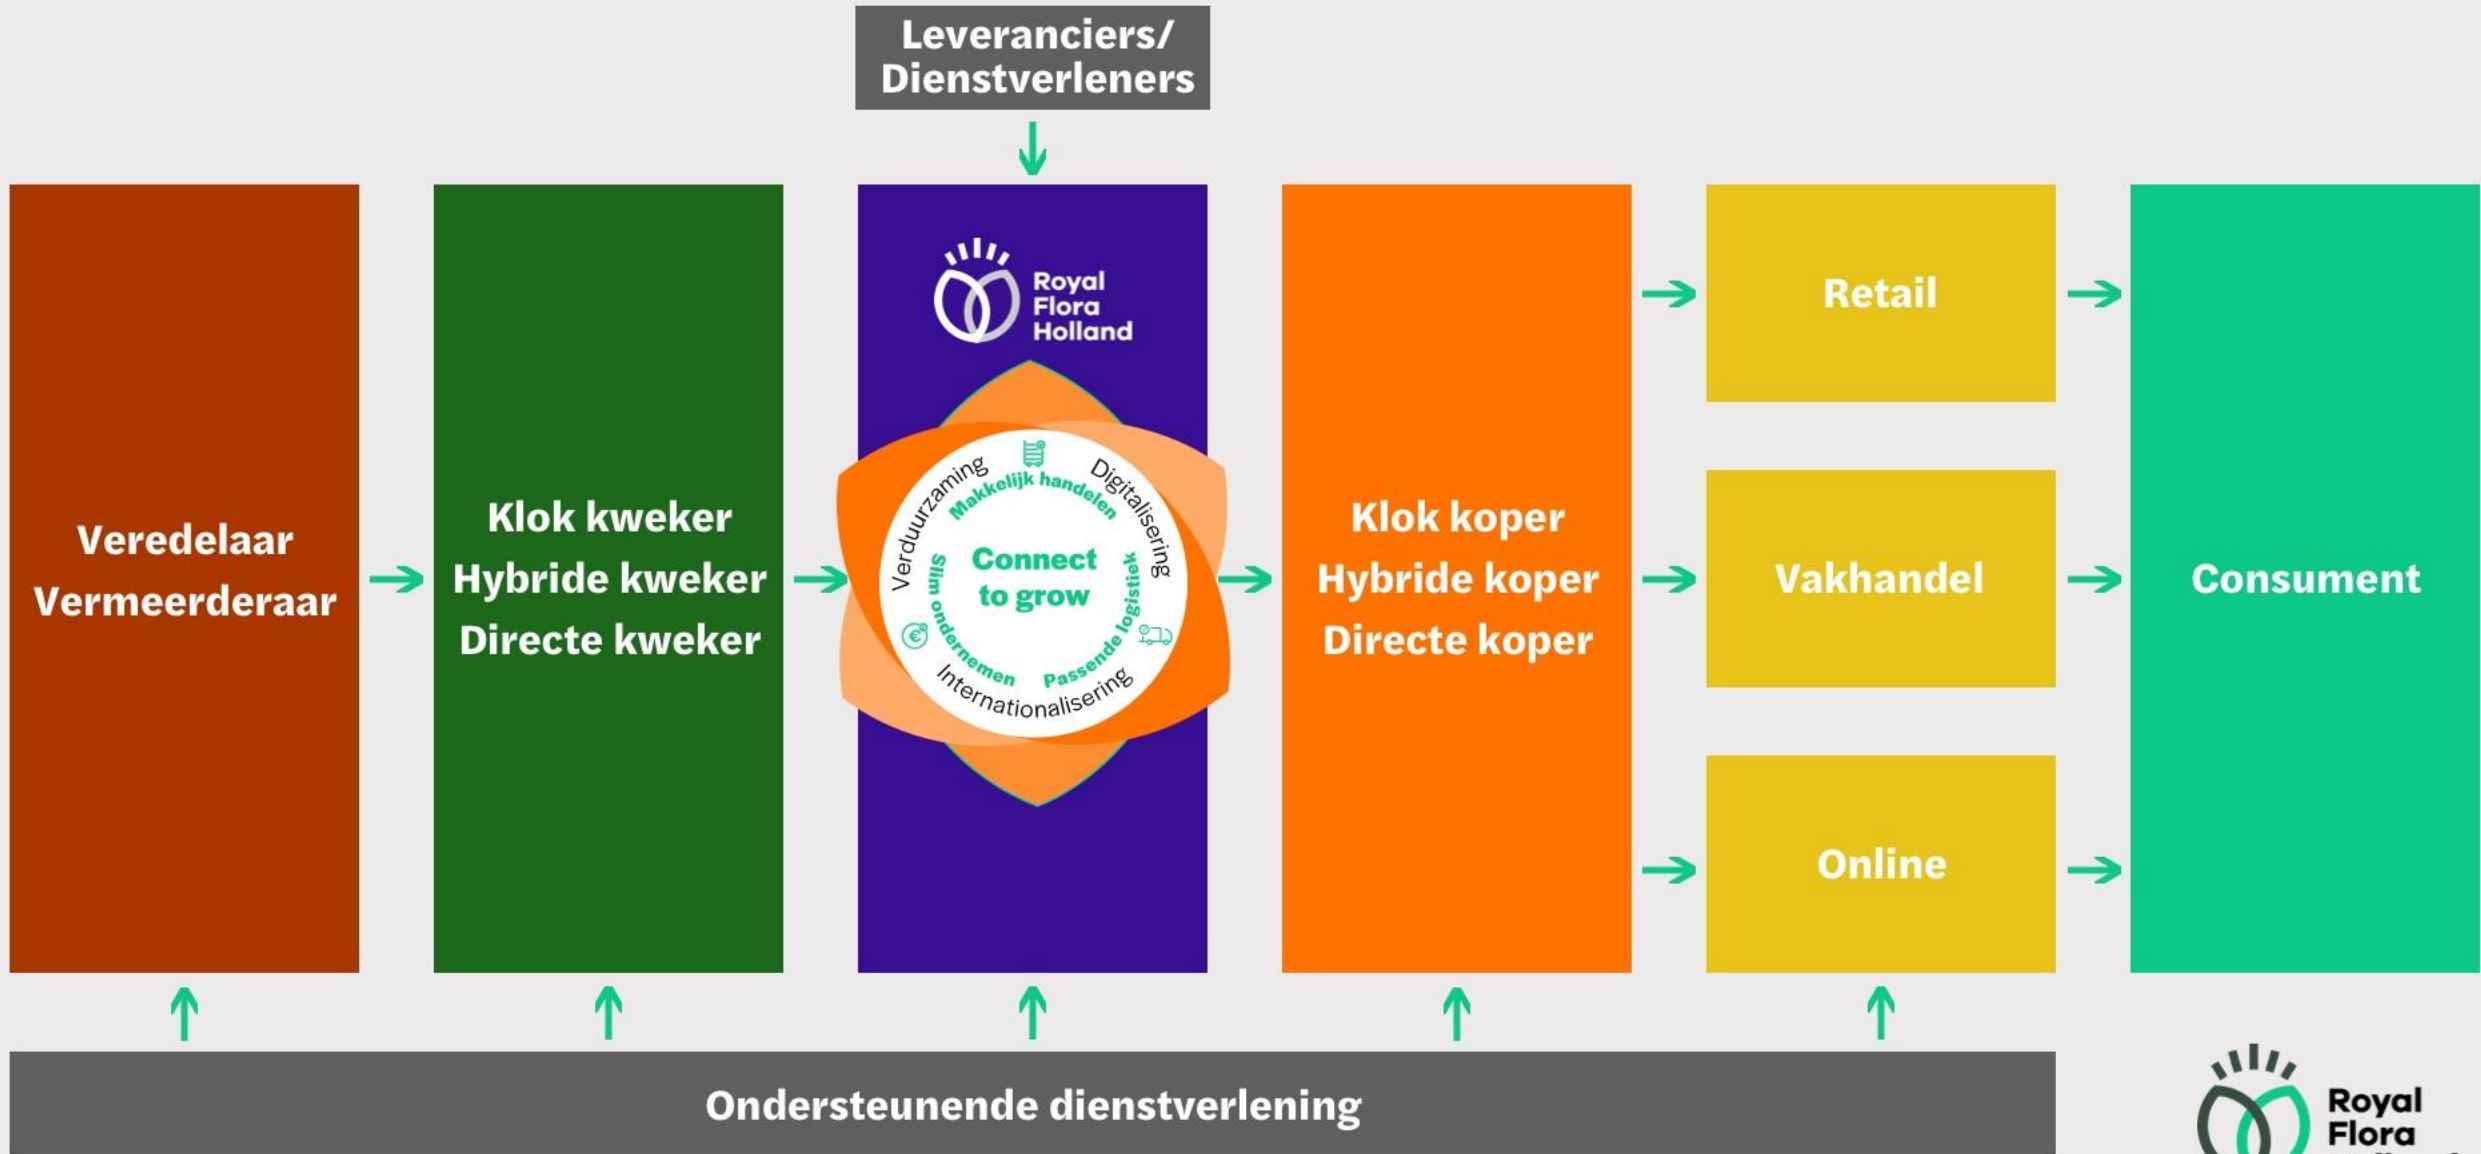 Leveranciers/
Dienstverleners
Veredelaar
Vermeerderaar
Klok kweker
Hybride kweker
Directe kweker
Royal
Flora
Holland
Verduurzaming
Digitalisering
Internationalisering
Makkelijk handelen
Passende logistiek
Slim ondernemen
Connect
to grow
Klok koper
Hybride koper
Directe koper
Retail
Vakhandel
Online
Consument
Ondersteunende dienstverlening
Royal
Flora